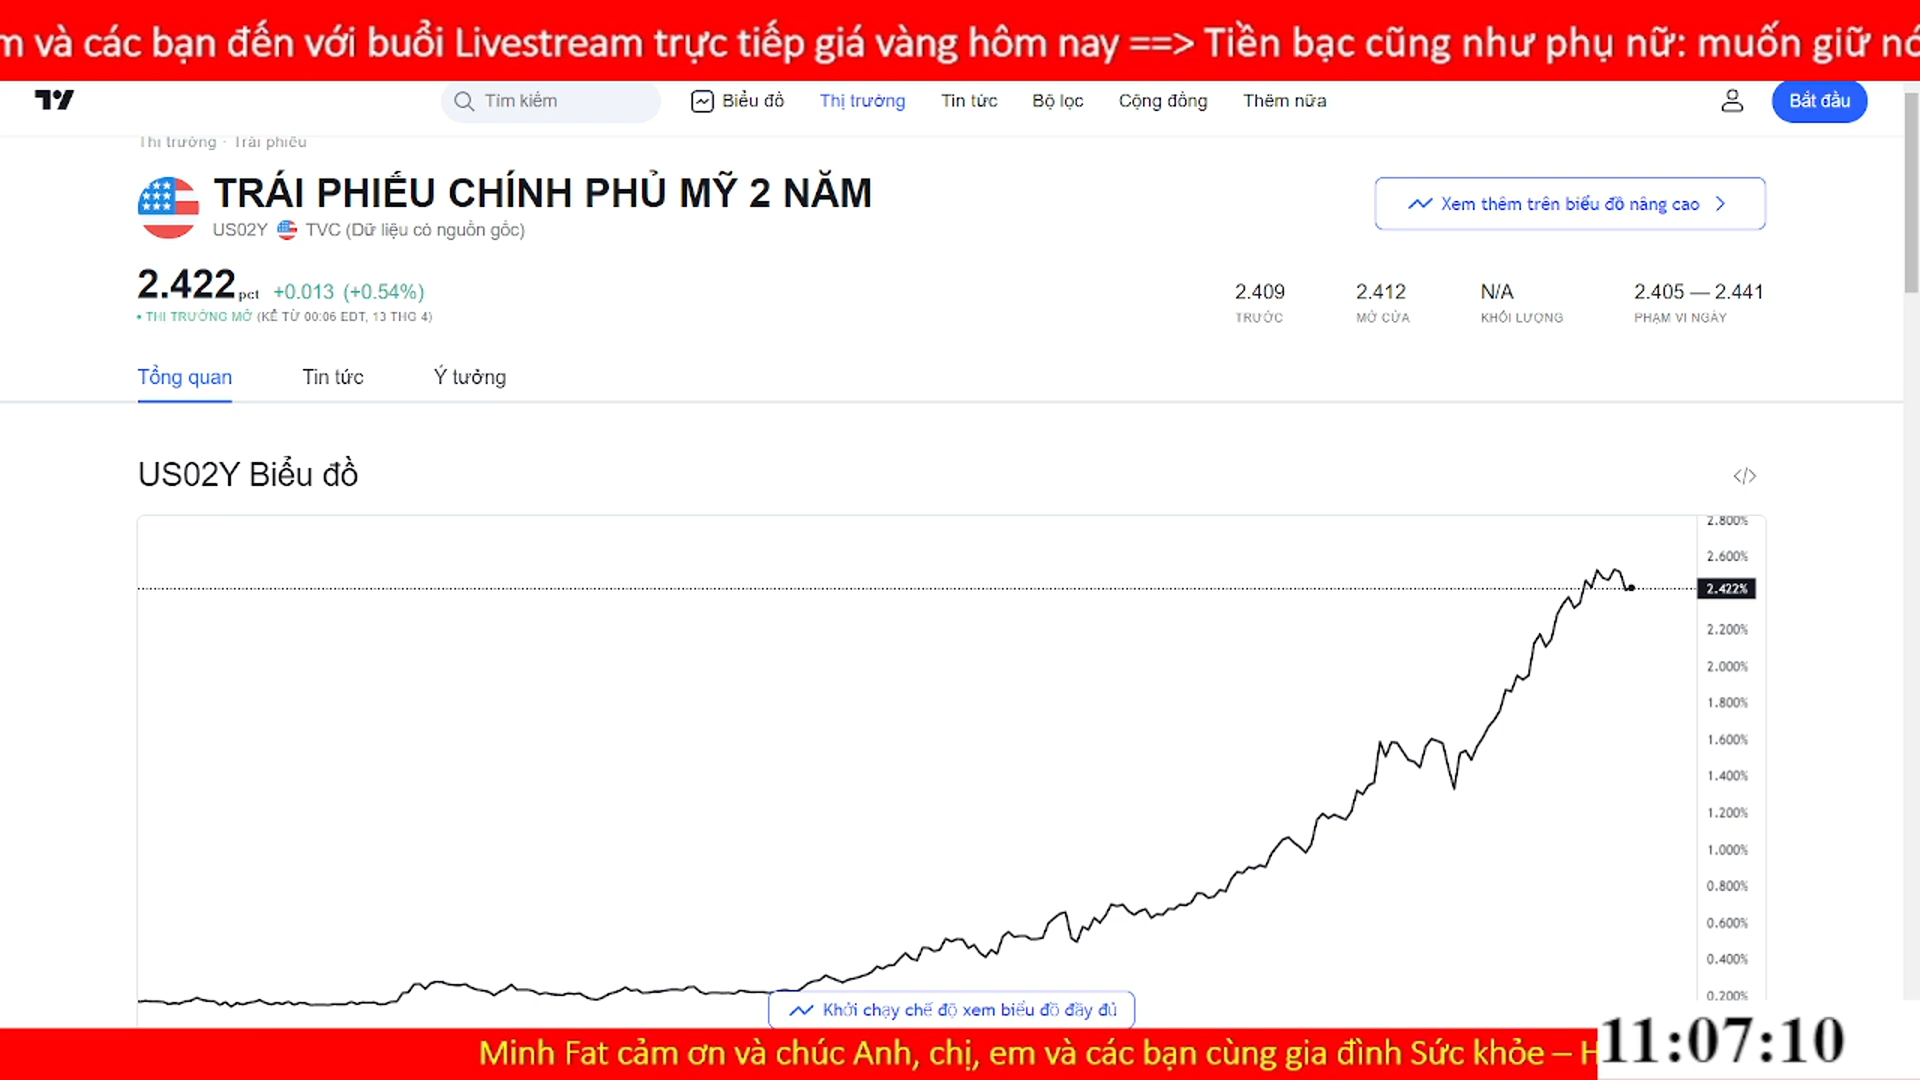 m và các bạn đến với buổi Livestream trực tiếp giá vàng hôm nay ==> Tiền bạc cũng như phụ nữ: muốn giữ nó
Tìm kiếm
Biểu đồ
Thị trường
Tin tức
Bộ lọc
Cộng đồng
Thêm nữa
Bắt đầu
Thị trường · Trái phiếu
TRÁI PHIẾU CHÍNH PHỦ MỸ 2 NĂM
US02Y TVC (Dữ liệu có nguồn gốc)
Xem thêm trên biểu đồ nâng cao
2.422 pct +0.013 (+0.54%)
• THỊ TRƯỜNG MỞ (KỂ TỪ 00:06 EDT, 13 THG 4)
2.409 2.412 N/A 2.405 — 2.441
TRƯỚC MỞ CỬA KHỐI LƯỢNG PHẠM VI NGÀY
Tổng quan
Tin tức
Ý tưởng
US02Y Biểu đồ
</>
2.800%
2.600%
2.422%
2.200%
2.000%
1.800%
1.600%
1.400%
1.200%
1.000%
0.800%
0.600%
0.400%
0.200%
Khởi chạy chế độ xem biểu đồ đầy đủ
Minh Fat cảm ơn và chúc Anh, chị, em và các bạn cùng gia đình Sức khỏe – H
11:07:10